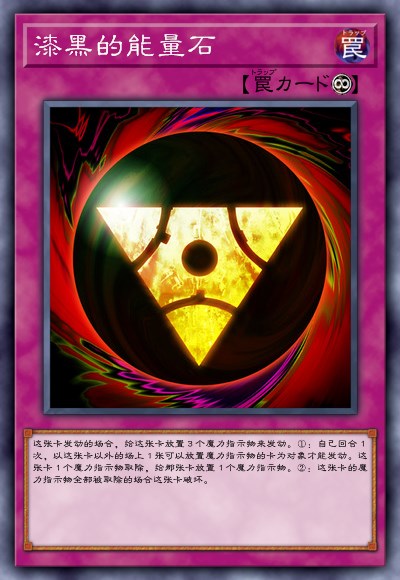 漆黒的能量石
トラップ
罠
トラップ
【罠カード】
这张卡发动的场合，给这张卡放置３个魔力指示物来发动。①：自己回合１
次，以这张卡以外的场上１张可以放置魔力指示物的卡为对象才能发动。这张
卡１个魔力指示物取除，给那张卡放置１个魔力指示物。②：这张卡的魔
力指示物全部被取除的场合这张卡破坏。